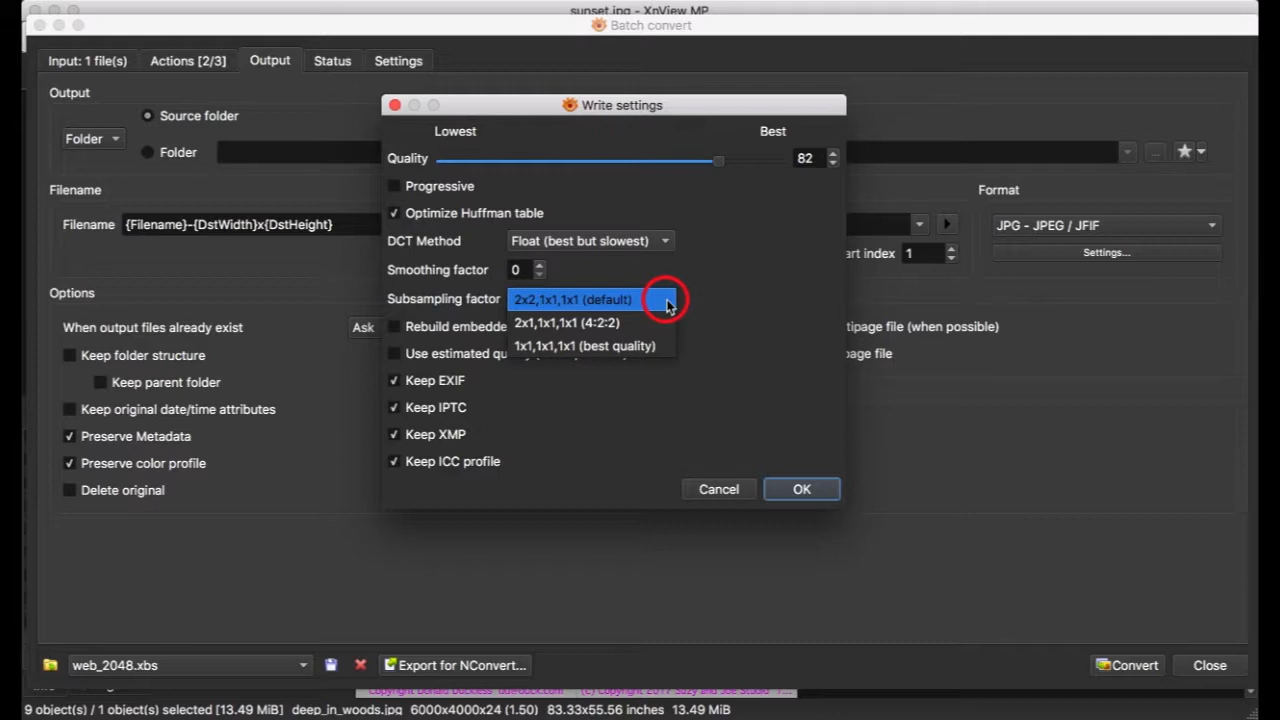 sunset.jpg - XnView MP
Batch convert
Input: 1 file(s)
Actions [2/3]
Output
Status
Settings
Output
Source folder
Folder
Folder
...
Filename
Filename
{Filename}-{DstWidth}x{DstHeight}
art index
1
Format
JPG - JPEG / JFIF
Settings...
Options
When output files already exist
Ask
Keep folder structure
Keep parent folder
Keep original date/time attributes
Preserve Metadata
Preserve color profile
Delete original
tipage file (when possible)
page file
Write settings
Lowest
Best
Quality
82
Progressive
Optimize Huffman table
DCT Method
Float (best but slowest)
Smoothing factor
0
Subsampling factor
2x2,1x1,1x1 (default)
2x1,1x1,1x1 (4:2:2)
1x1,1x1,1x1 (best quality)
Rebuild embedde
Use estimated qu
Keep EXIF
Keep IPTC
Keep XMP
Keep ICC profile
Cancel
OK
web_2048.xbs
Export for NConvert...
Convert
Close
9 object(s) / 1 object(s) selected [13.49 MiB]
deep_in_woods.jpg
6000x4000x24 (1.50)
83.33x55.56 inches
13.49 MiB